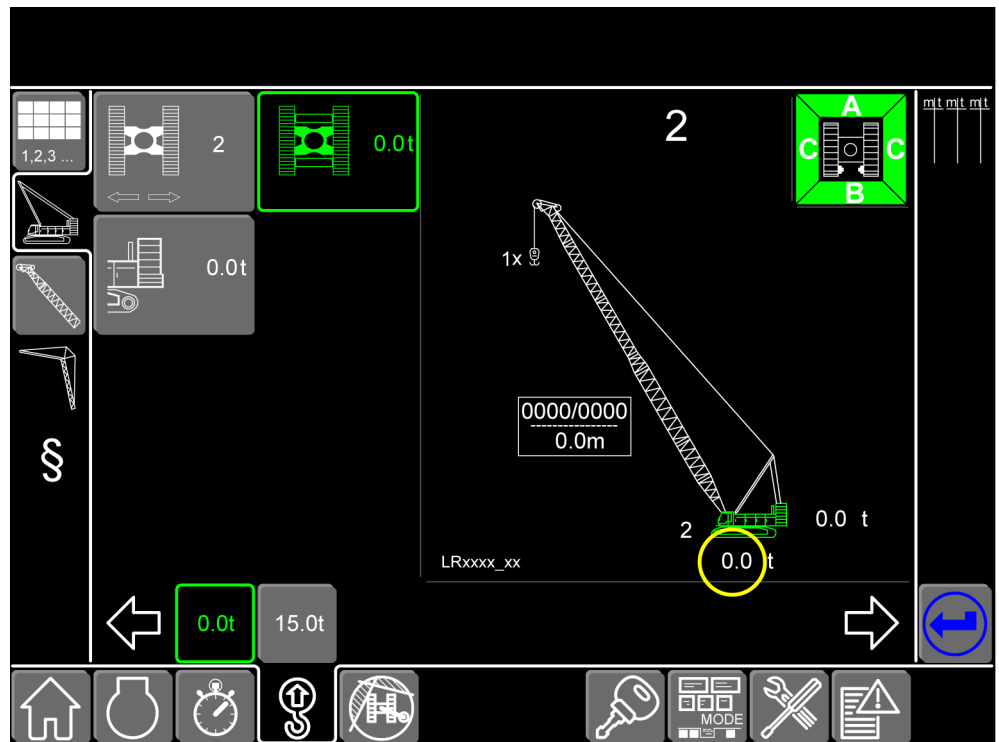 2
A
m|t m|t m|t
1,2,3 ...
2
0.0t
C
C
B
1x
0.0t
0000/0000
0.0m
§
2
0.0 t
LRxxxx_xx
0.0 t
0.0t
15.0t
MODE